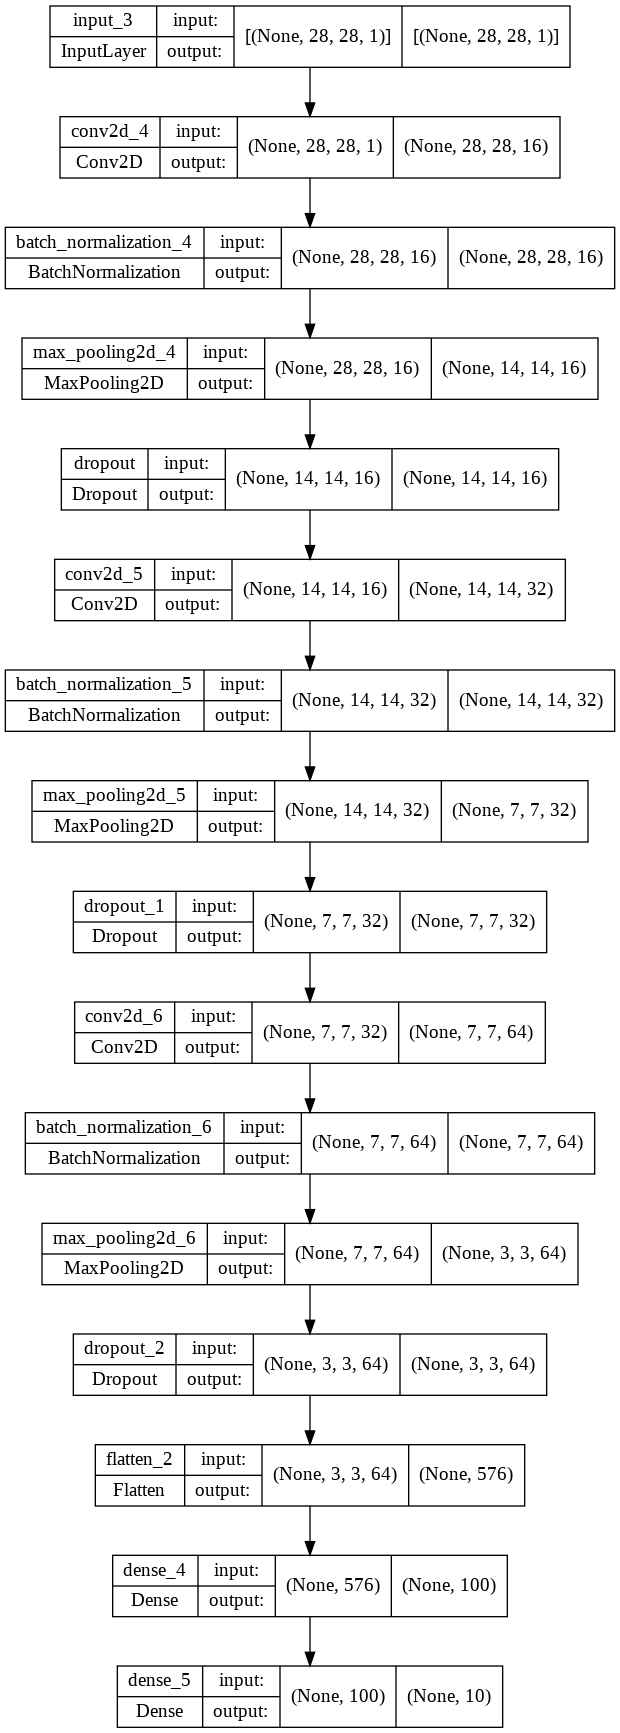 input_3 input: [(None, 28, 28, 1)] [(None, 28, 28, 1)]
InputLayer output:
conv2d_4 input: (None, 28, 28, 1) (None, 28, 28, 16)
Conv2D output:
batch_normalization_4 input: (None, 28, 28, 16) (None, 28, 28, 16)
BatchNormalization output:
max_pooling2d_4 input: (None, 28, 28, 16) (None, 14, 14, 16)
MaxPooling2D output:
dropout input: (None, 14, 14, 16) (None, 14, 14, 16)
Dropout output:
conv2d_5 input: (None, 14, 14, 16) (None, 14, 14, 32)
Conv2D output:
batch_normalization_5 input: (None, 14, 14, 32) (None, 14, 14, 32)
BatchNormalization output:
max_pooling2d_5 input: (None, 14, 14, 32) (None, 7, 7, 32)
MaxPooling2D output:
dropout_1 input: (None, 7, 7, 32) (None, 7, 7, 32)
Dropout output:
conv2d_6 input: (None, 7, 7, 32) (None, 7, 7, 64)
Conv2D output:
batch_normalization_6 input: (None, 7, 7, 64) (None, 7, 7, 64)
BatchNormalization output:
max_pooling2d_6 input: (None, 7, 7, 64) (None, 3, 3, 64)
MaxPooling2D output:
dropout_2 input: (None, 3, 3, 64) (None, 3, 3, 64)
Dropout output:
flatten_2 input: (None, 3, 3, 64) (None, 576)
Flatten output:
dense_4 input: (None, 576) (None, 100)
Dense output:
dense_5 input: (None, 100) (None, 10)
Dense output: